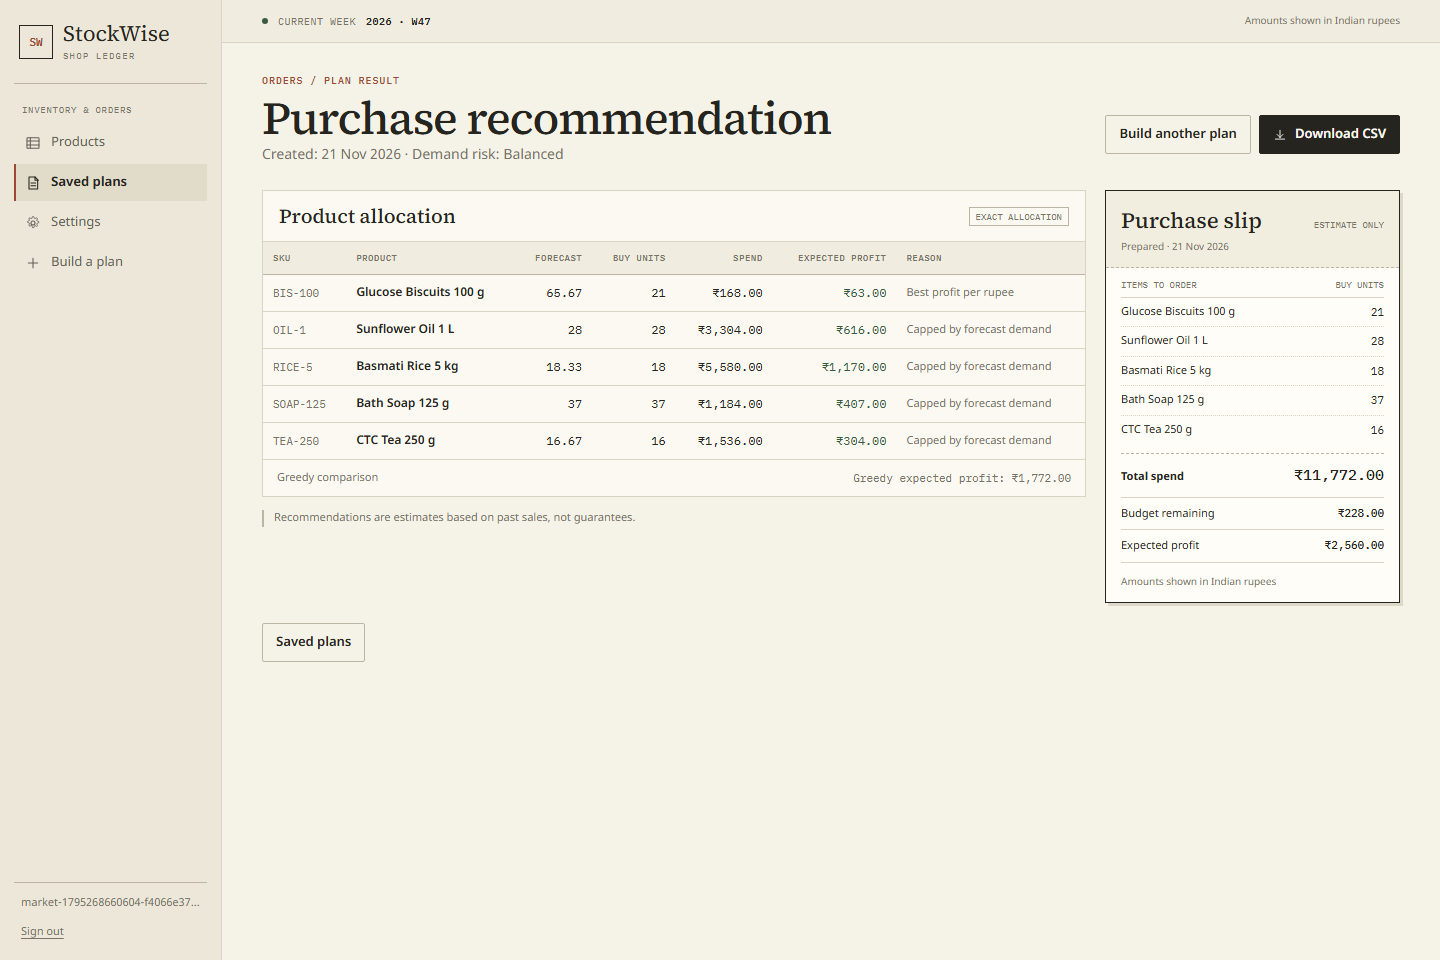 SW
StockWise
SHOP LEDGER
INVENTORY & ORDERS
Products
Saved plans
Settings
Build a plan
market-1795268660604-f4066e37...
Sign out
CURRENT WEEK 2026 · W47
Amounts shown in Indian rupees
ORDERS / PLAN RESULT
Purchase recommendation
Created: 21 Nov 2026 · Demand risk: Balanced
Build another plan
Download CSV
Product allocation
EXACT ALLOCATION
SKU PRODUCT FORECAST BUY UNITS SPEND EXPECTED PROFIT REASON
BIS-100 Glucose Biscuits 100 g 65.67 21 ₹168.00 ₹63.00 Best profit per rupee
OIL-1 Sunflower Oil 1 L 28 28 ₹3,304.00 ₹616.00 Capped by forecast demand
RICE-5 Basmati Rice 5 kg 18.33 18 ₹5,580.00 ₹1,170.00 Capped by forecast demand
SOAP-125 Bath Soap 125 g 37 37 ₹1,184.00 ₹407.00 Capped by forecast demand
TEA-250 CTC Tea 250 g 16.67 16 ₹1,536.00 ₹304.00 Capped by forecast demand
Greedy comparison Greedy expected profit: ₹1,772.00
Recommendations are estimates based on past sales, not guarantees.
Saved plans
Purchase slip
ESTIMATE ONLY
Prepared · 21 Nov 2026
ITEMS TO ORDER BUY UNITS
Glucose Biscuits 100 g 21
Sunflower Oil 1 L 28
Basmati Rice 5 kg 18
Bath Soap 125 g 37
CTC Tea 250 g 16
Total spend ₹11,772.00
Budget remaining ₹228.00
Expected profit ₹2,560.00
Amounts shown in Indian rupees